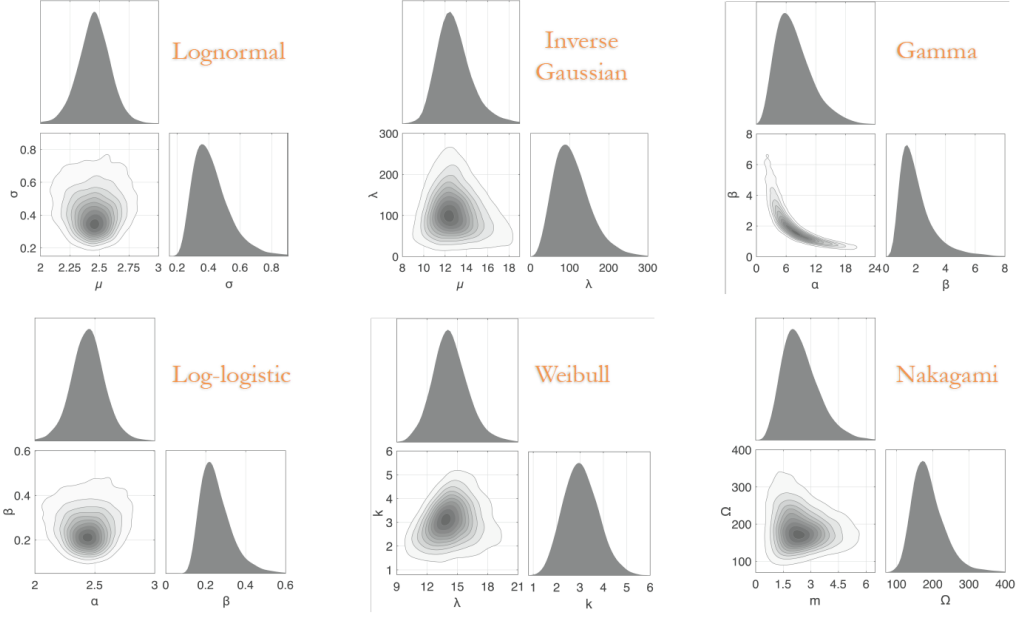 Lognormal
0.8
0.6
0.4
0.2
σ
2 2.25 2.5 2.75 3
μ
0.2 0.4 0.6 0.8
σ
Inverse
Gaussian
300
200
100
0
λ
8 10 12 14 16 18
μ
0 100 200 300
λ
Gamma
8
6
4
2
0
β
0 6 12 18 24
α
0 2 4 6 8
β
Log-logistic
0.6
0.4
0.2
β
2 2.5 3
α
0 0.2 0.4 0.6
β
Weibull
6
5
4
3
2
1
k
9 12 15 18 21
λ
1 2 3 4 5 6
k
Nakagami
400
300
200
100
Ω
0 1.5 3 4.5 6
m
100 200 300 400
Ω